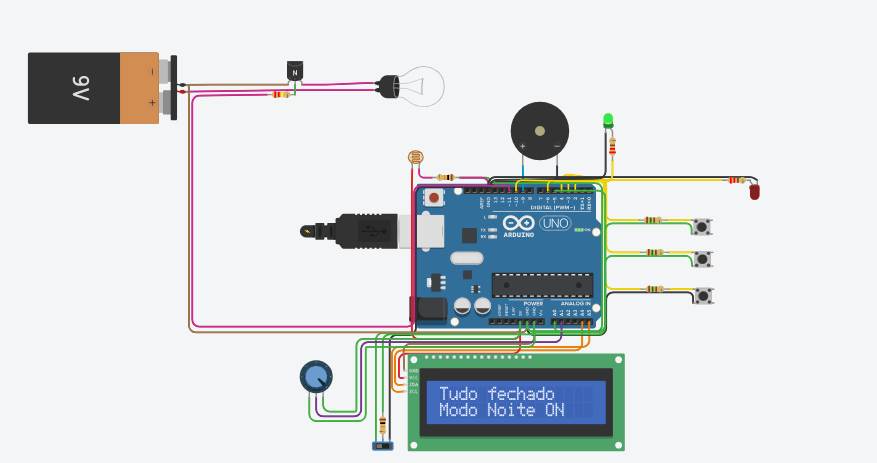 9V
N
L
TX
RX
AREF
GND
13
12
~11
~10
~9
8
7
~6
~5
4
~3
2
TX→1
RX←0
DIGITAL (PWM~)
UNO
ARDUINO
ON
POWER
ANALOG IN
IOREF
RESET
3.3V
5V
GND
GND
Vin
A0
A1
A2
A3
A4
A5
GND
VCC
SDA
SCL
Tudo fechado
Modo Noite ON